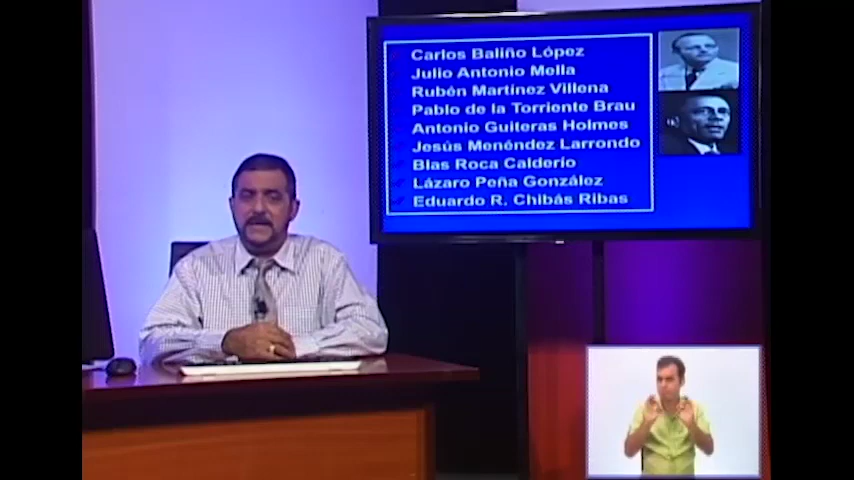 Carlos Baliño López
Julio Antonio Mella
Rubén Martínez Villena
Pablo de la Torriente Brau
Antonio Guiteras Holmes
Jesús Menéndez Larrondo
Blas Roca Calderío
Lázaro Peña González
Eduardo R. Chibás Ribas